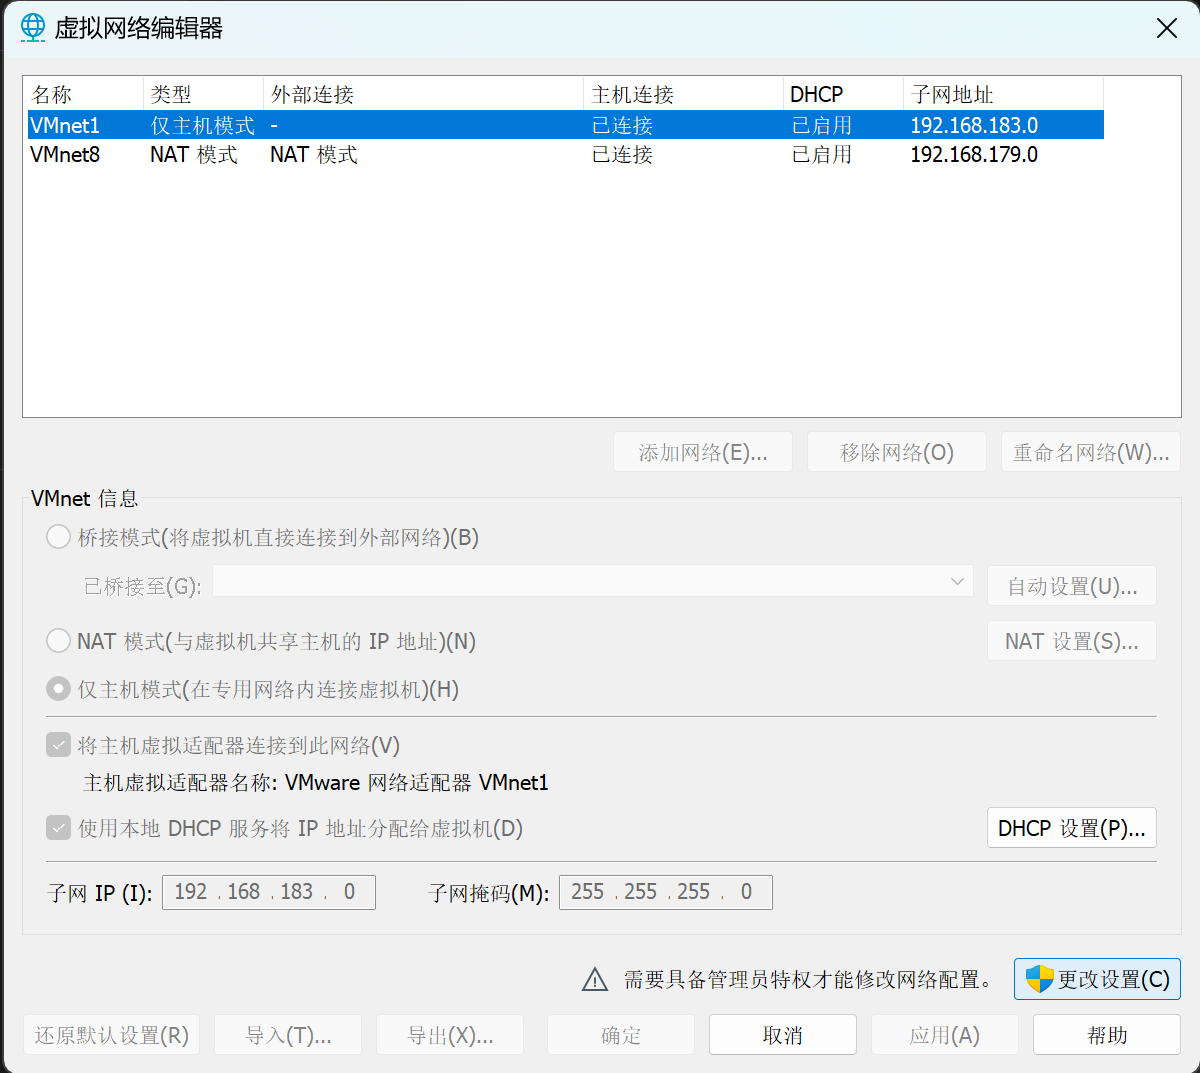 虚拟网络编辑器
名称 类型 外部连接 主机连接 DHCP 子网地址
VMnet1 仅主机模式 - 已连接 已启用 192.168.183.0
VMnet8 NAT 模式 NAT 模式 已连接 已启用 192.168.179.0
添加网络(E)... 移除网络(O) 重命名网络(W)...
VMnet 信息
桥接模式(将虚拟机直接连接到外部网络)(B)
已桥接至(G): 自动设置(U)...
NAT 模式(与虚拟机共享主机的 IP 地址)(N) NAT 设置(S)...
仅主机模式(在专用网络内连接虚拟机)(H)
将主机虚拟适配器连接到此网络(V)
主机虚拟适配器名称: VMware 网络适配器 VMnet1
使用本地 DHCP 服务将 IP 地址分配给虚拟机(D) DHCP 设置(P)...
子网 IP (I): 192 . 168 . 183 . 0 子网掩码(M): 255 . 255 . 255 . 0
需要具备管理员特权才能修改网络配置。 更改设置(C)
还原默认设置(R) 导入(T)... 导出(X)... 确定 取消 应用(A) 帮助